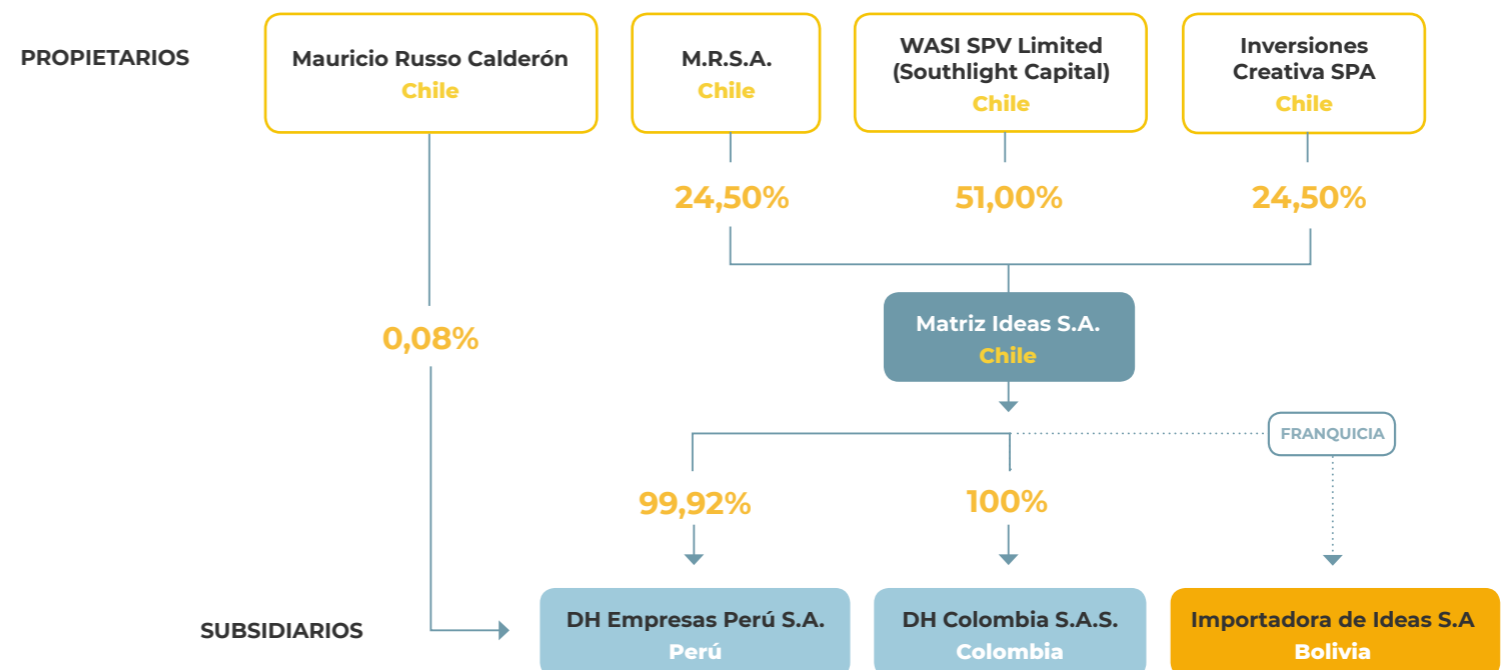 PROPIETARIOS
Mauricio Russo Calderón
Chile
M.R.S.A.
Chile
WASI SPV Limited
(Southlight Capital)
Chile
Inversiones
Creativa SPA
Chile
24,50%
51,00%
24,50%
0,08%
Matriz Ideas S.A.
Chile
FRANQUICIA
99,92%
100%
SUBSIDIARIOS
DH Empresas Perú S.A.
Perú
DH Colombia S.A.S.
Colombia
Importadora de Ideas S.A
Bolivia